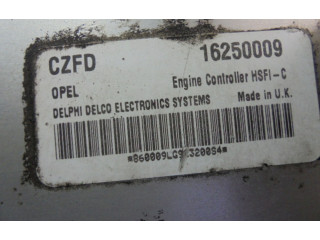 CZFD 16250009
OPEL Engine Controller HSFI-C
DELPHI DELCO ELECTRONICS SYSTEMS Made in U.K.